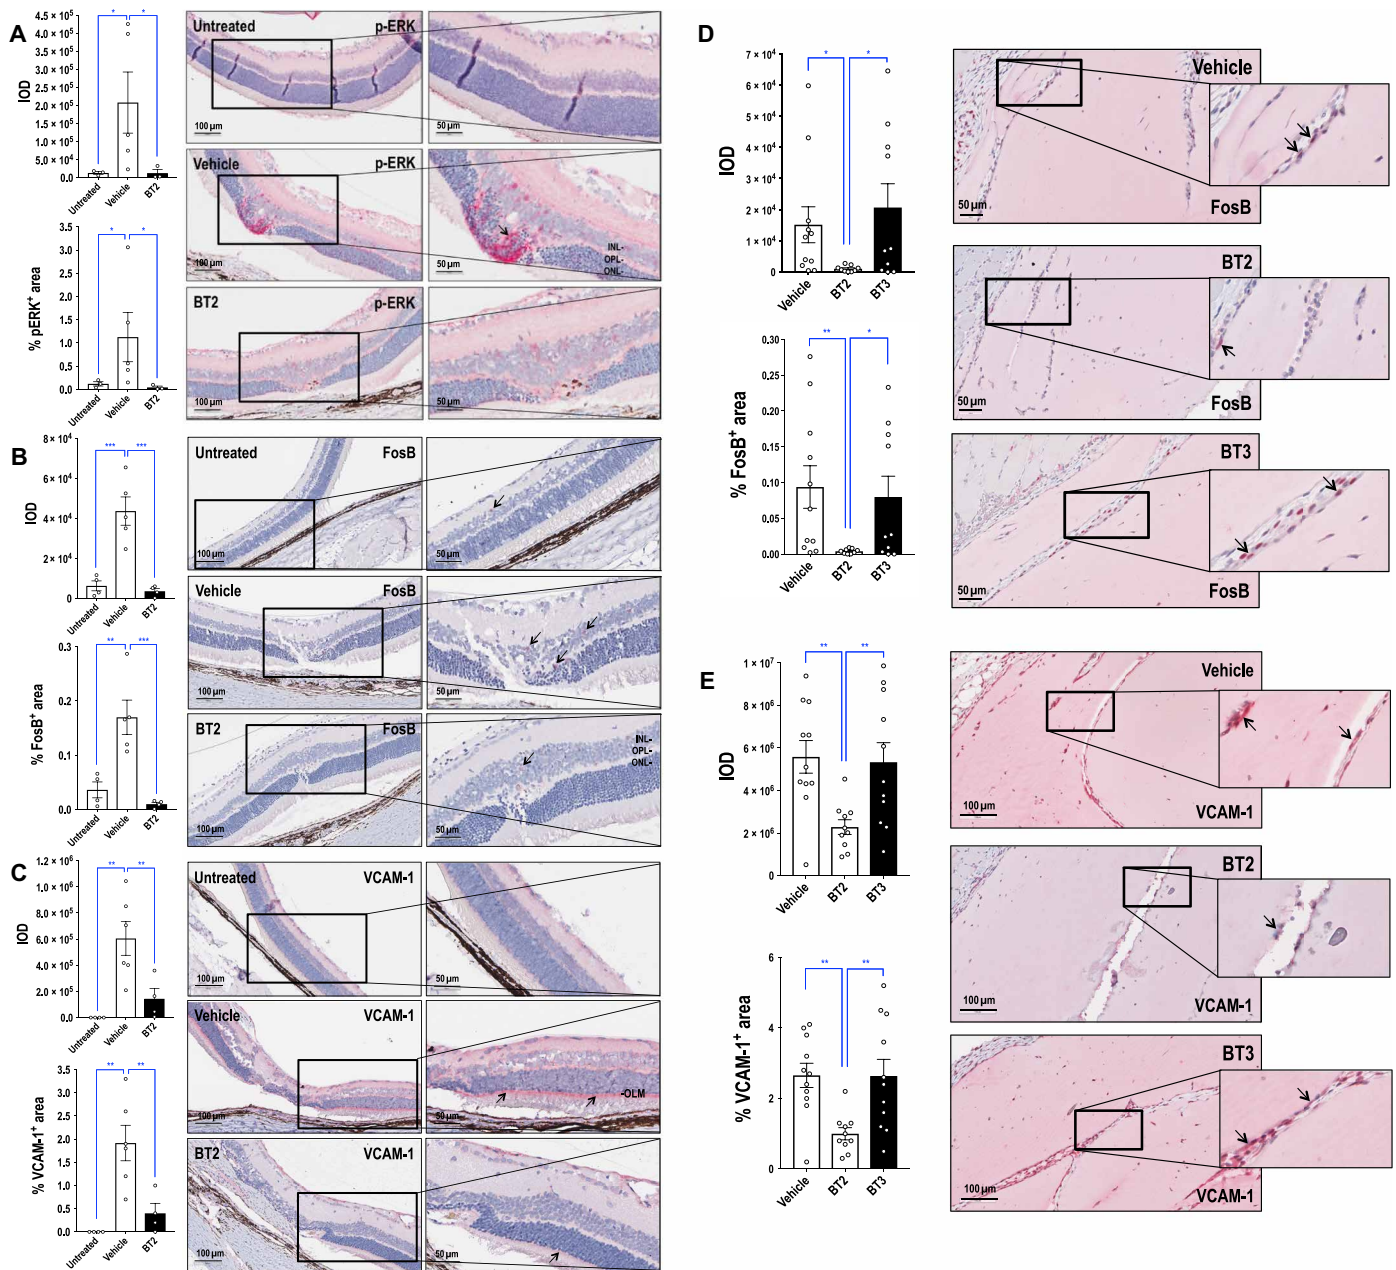 A
IOD
4.5× 10⁵
4.0× 10⁵
3.5× 10⁵
3.0× 10⁵
2.5× 10⁵
2.0× 10⁵
1.5× 10⁵
1.0× 10⁵
5.0× 10⁴
0.0
* *
Untreated Vehicle BT2
% pERK⁺ area
3.5
3.0
2.5
2.0
1.5
1.0
0.5
0.0
* *
Untreated Vehicle BT2
Untreated p-ERK
100 µm 50 µm
Vehicle p-ERK
INL-
OPL-
ONL-
100 µm 50 µm
BT2 p-ERK
100 µm 50 µm
B
IOD
8 × 10⁴
6 × 10⁴
4 × 10⁴
2 × 10⁴
0
*** ***
Untreated Vehicle BT2
% FosB⁺ area
0.3
0.2
0.1
0.0
** ***
Untreated Vehicle BT2
Untreated FosB
100 µm 50 µm
Vehicle FosB
100 µm 50 µm
BT2 FosB
INL-
OPL-
ONL-
100 µm 50 µm
C
IOD
1.2 × 10⁶
1.0 × 10⁶
8.0 × 10⁵
6.0 × 10⁵
4.0 × 10⁵
2.0 × 10⁵
0.0
** **
Untreated Vehicle BT2
% VCAM-1⁺ area
3.5
3.0
2.5
2.0
1.5
1.0
0.5
0.0
** **
Untreated Vehicle BT2
Untreated VCAM-1
100 µm 50 µm
Vehicle VCAM-1
-OLM
100 µm 50 µm
BT2 VCAM-1
100 µm 50 µm
D
IOD
7 × 10⁴
6 × 10⁴
5 × 10⁴
4 × 10⁴
3 × 10⁴
2 × 10⁴
1 × 10⁴
0
* *
Vehicle BT2 BT3
% FosB⁺ area
0.30
0.25
0.20
0.15
0.10
0.05
0.00
** *
Vehicle BT2 BT3
Vehicle
50 µm FosB
BT2
50 µm FosB
BT3
50 µm FosB
E
IOD
1 × 10⁷
8 × 10⁶
6 × 10⁶
4 × 10⁶
2 × 10⁶
0
** **
Vehicle BT2 BT3
% VCAM-1⁺ area
6
4
2
0
** **
Vehicle BT2 BT3
Vehicle
100 µm VCAM-1
BT2
100 µm VCAM-1
BT3
100 µm VCAM-1